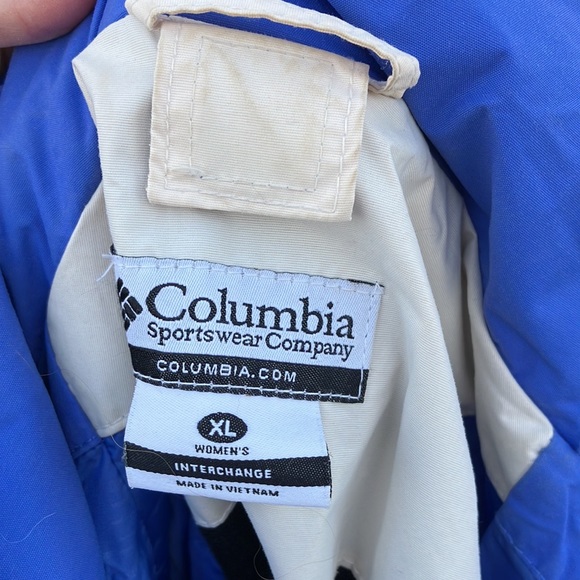 Columbia
Sportswear Company
COLUMBIA.COM
XL
WOMEN'S
INTERCHANGE
MADE IN VIETNAM